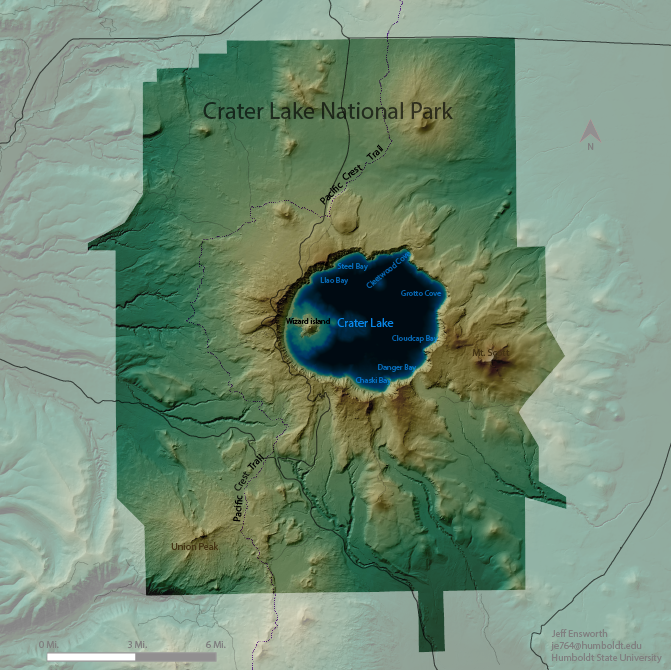 Crater Lake National Park
N
Pacific Crest Trail
Steel Bay
Cleetwood Cove
Llao Bay
Grotto Cove
Wizard island
Crater Lake
Cloudcap Bay
Mt. Scott
Danger Bay
Chaski Bay
Pacific Crest Trail
Union Peak
Jeff Ensworth
je764@humboldt.edu
Humboldt State University
0 Mi. 3 Mi. 6 Mi.